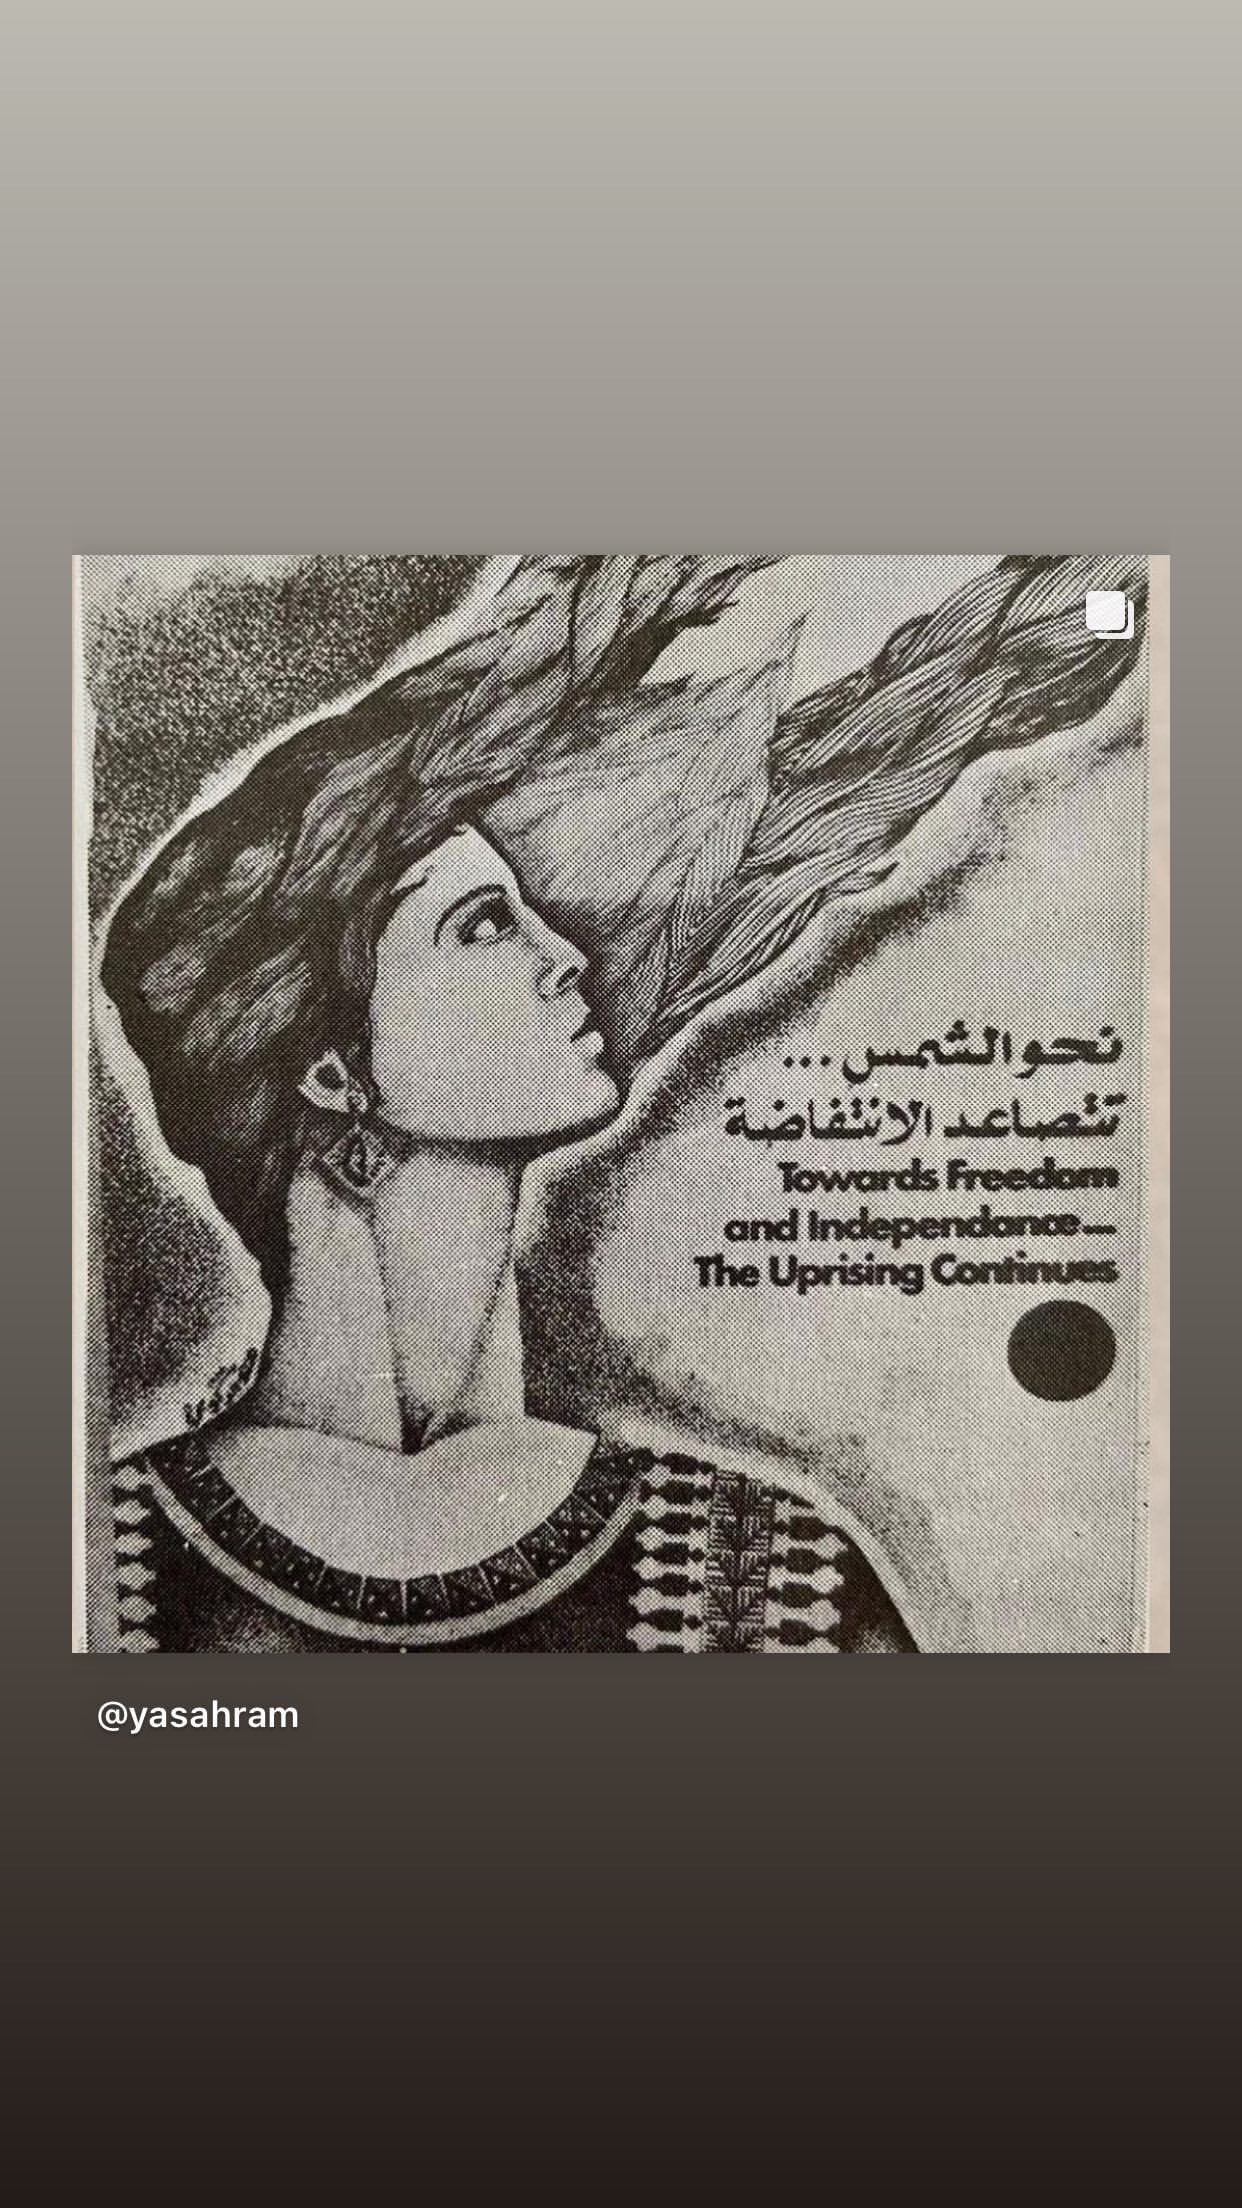 نحو الشمس...
تتصاعد الانتفاضة
Towards Freedom
and Independance—
The Uprising Continues
@yasahram